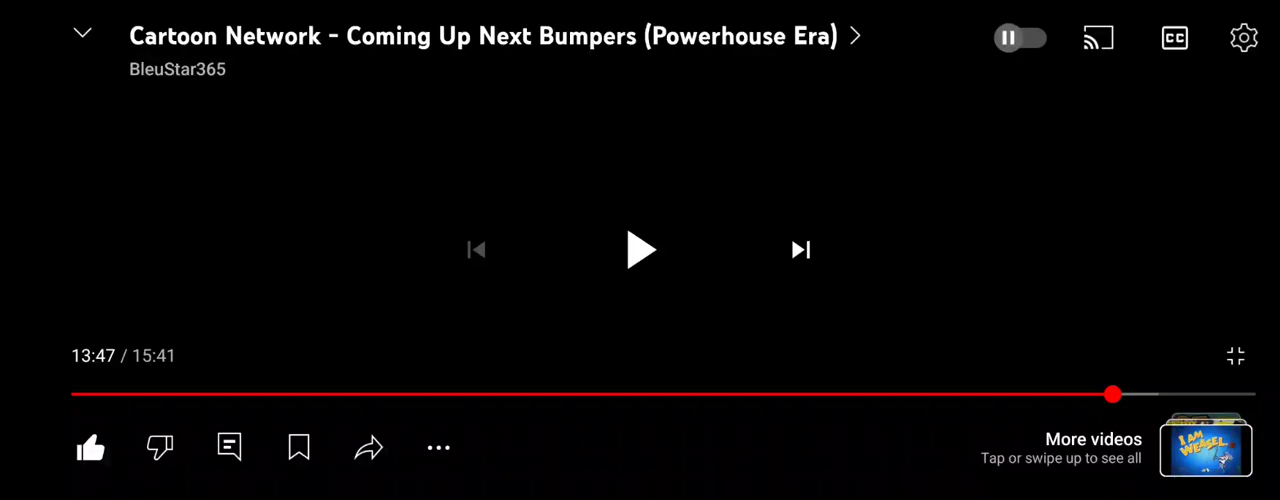 Cartoon Network - Coming Up Next Bumpers (Powerhouse Era)
BleuStar365
CC
13:47 / 15:41
More videos
Tap or swipe up to see all
I AM
WEASEL